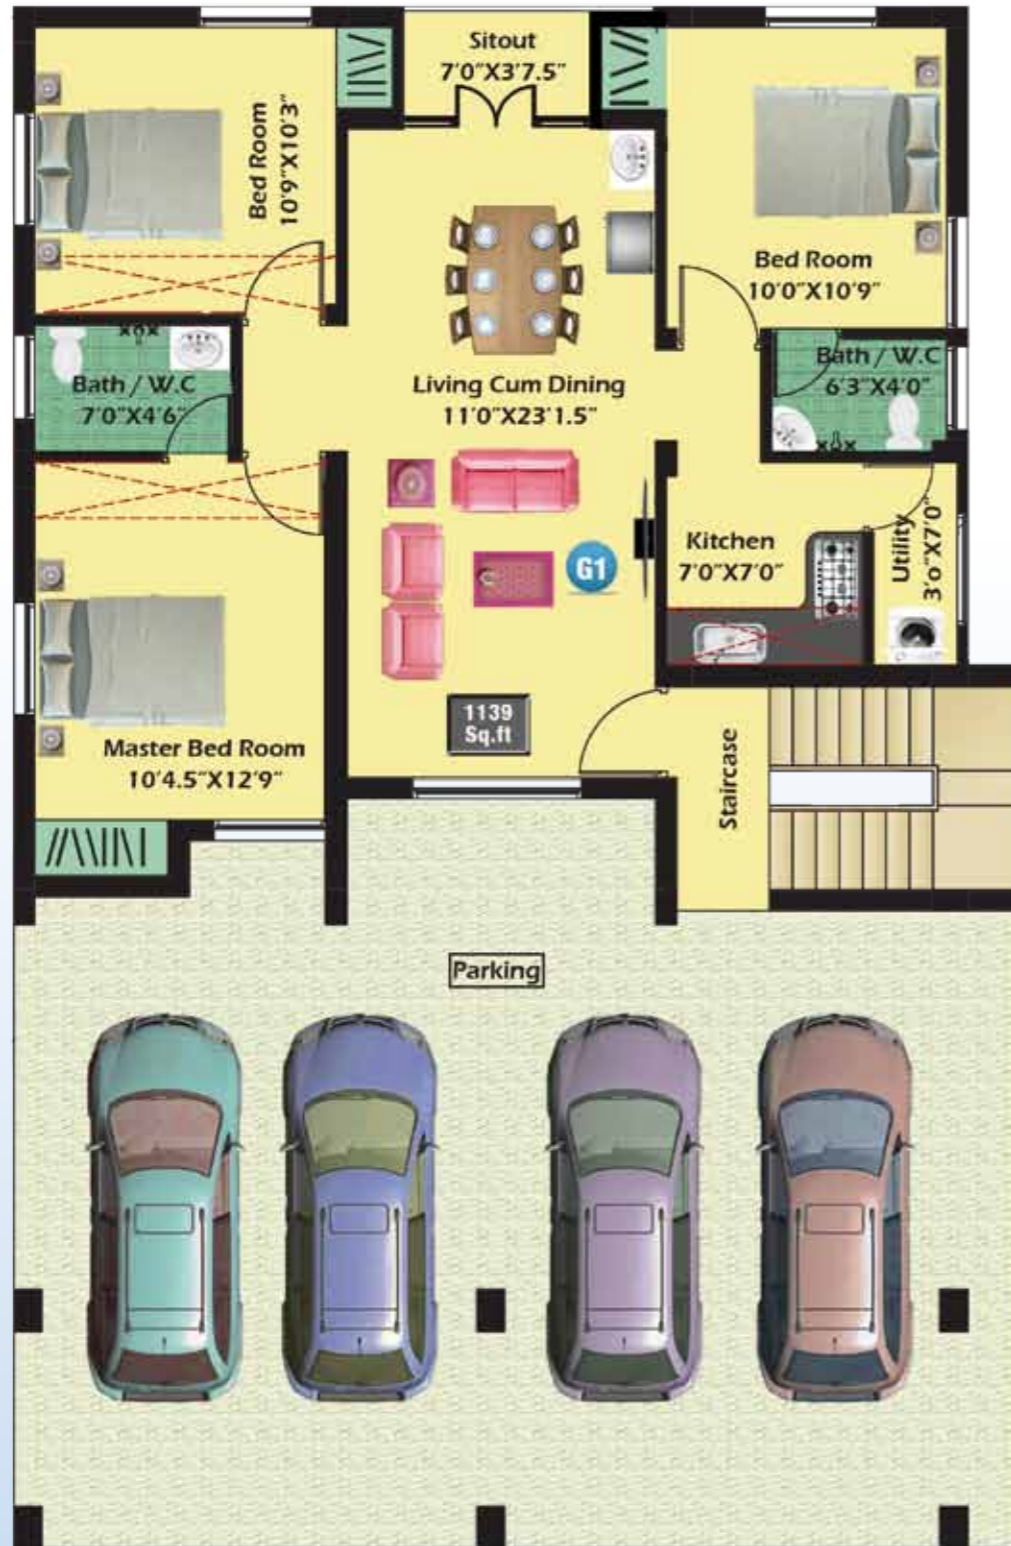 Sitout
7'0"X3'7.5"
Bed Room
10'9"X10'3"
Bed Room
10'0"X10'9"
Bath / W.C
7'0"X4'6"
Living Cum Dining
11'0"X23'1.5"
Bath / W.C
6'3"X4'0"
Kitchen
7'0"X7'0"
Utility
3'0"X7'0"
G1
1139
Sq.ft
Master Bed Room
10'4.5"X12'9"
Staircase
Parking